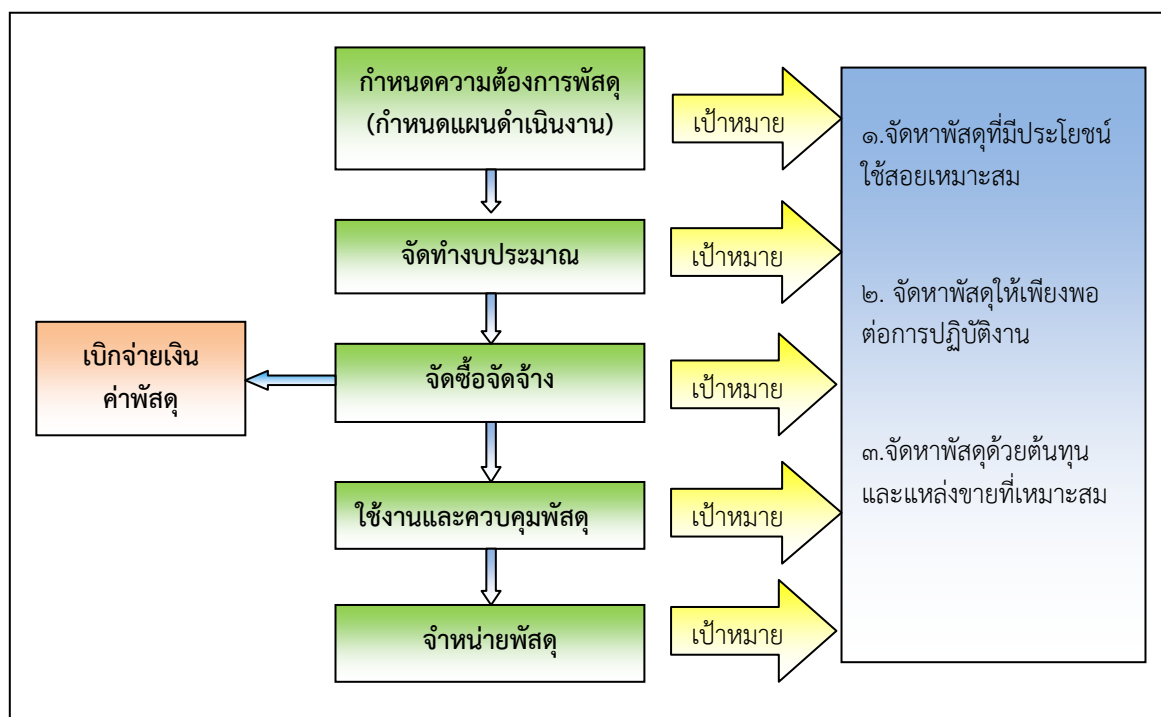 กำหนดความต้องการพัสดุ
(กำหนดแผนดำเนินงาน)
เป้าหมาย
๑.จัดหาพัสดุที่มีประโยชน์
ใช้สอยเหมาะสม
จัดทำงบประมาณ
เป้าหมาย
๒. จัดหาพัสดุให้เพียงพอ
ต่อการปฏิบัติงาน
เบิกจ่ายเงิน
ค่าพัสดุ
จัดซื้อจัดจ้าง
เป้าหมาย
๓.จัดหาพัสดุด้วยต้นทุน
และแหล่งขายที่เหมาะสม
ใช้งานและควบคุมพัสดุ
เป้าหมาย
จำหน่ายพัสดุ
เป้าหมาย